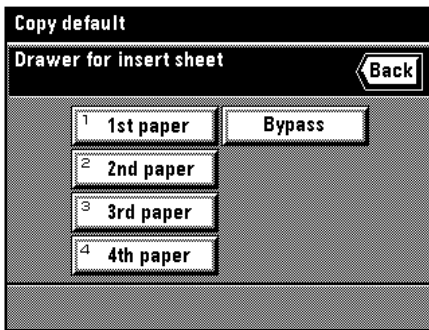 Copy default
Drawer for insert sheet
Back
1 1st paper
Bypass
2 2nd paper
3 3rd paper
4 4th paper